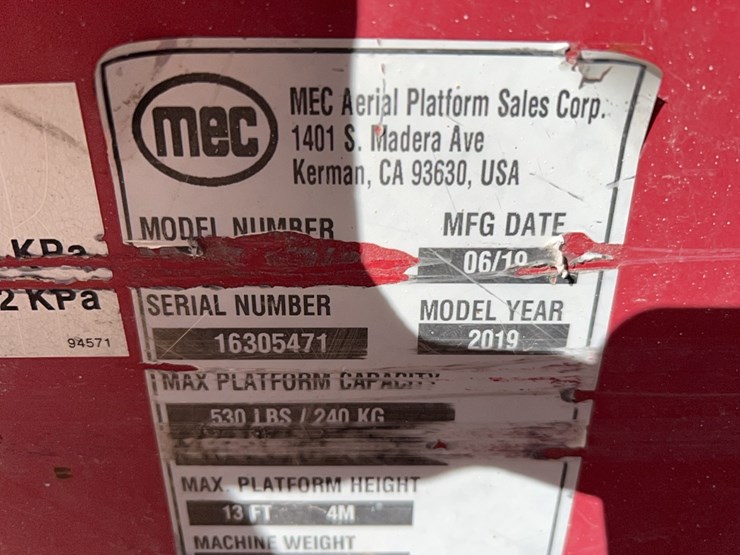 mec
MEC Aerial Platform Sales Corp.
1401 S. Madera Ave
Kerman, CA 93630, USA
MODEL NUMBER
MFG DATE
06/19
KPa
2 KPa
94571
SERIAL NUMBER
MODEL YEAR
16305471
2019
MAX PLATFORM CAPACITY
530 LBS / 240 KG
MAX. PLATFORM HEIGHT
13 FT 4M
MACHINE WEIGHT